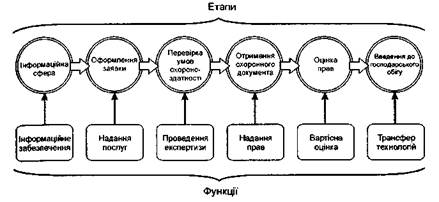 Етапи
Інформаційна
сфера
Оформлення
заявки
Перевірка
умов
охороно-
здатності
Отримання
охоронного
документа
Оцінка
прав
Введення до
господарського
обігу
Інформаційне
забезпечення
Надання
послуг
Проведення
експертизи
Надання
прав
Вартісна
оцінка
Трансфер
технологій
Функції